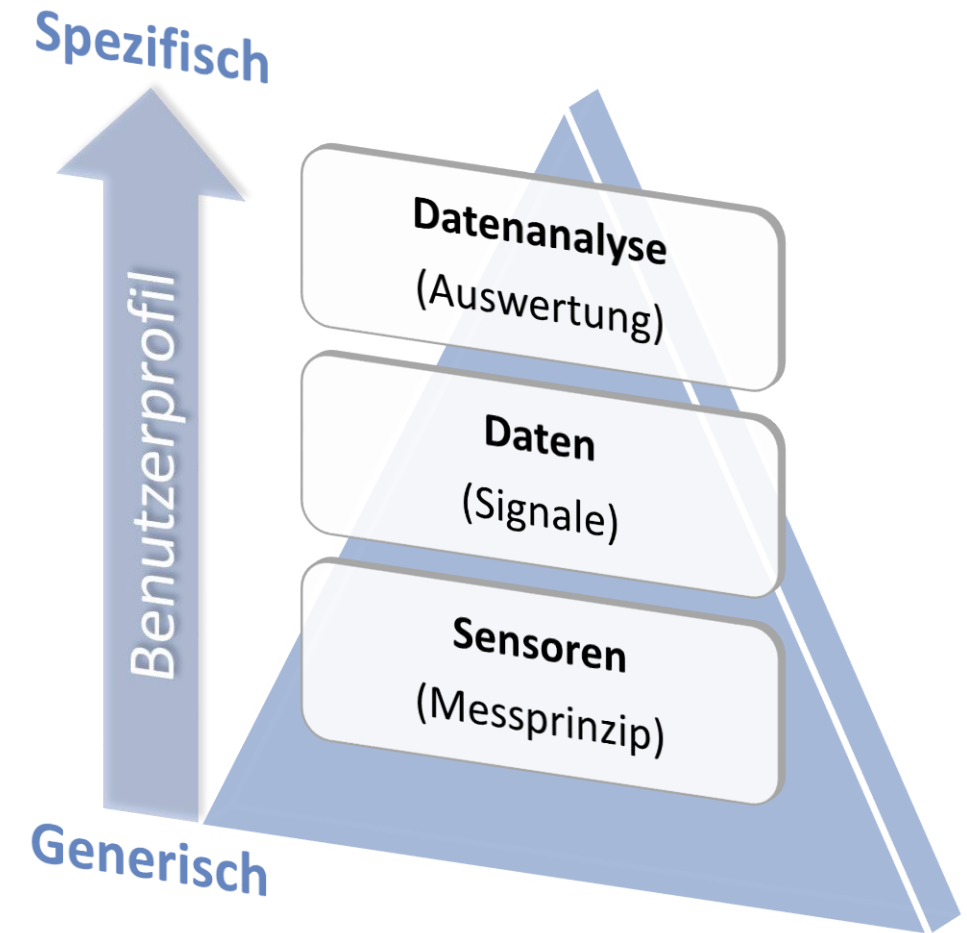 Spezifisch
Benutzerprofil
Generisch
Datenanalyse
(Auswertung)
Daten
(Signale)
Sensoren
(Messprinzip)